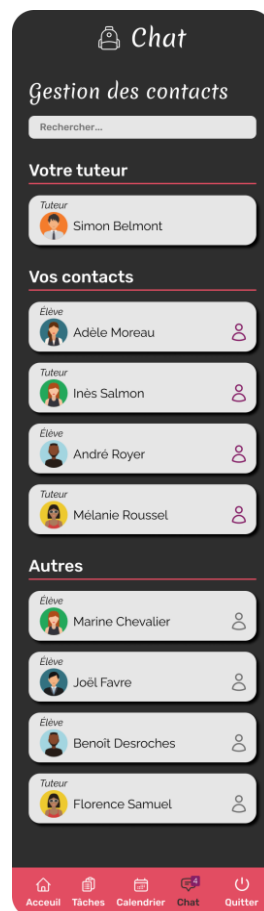 Chat
Gestion des contacts
Rechercher...
Votre tuteur
Tuteur
Simon Belmont
Vos contacts
Élève
Adèle Moreau
Tuteur
Inès Salmon
Élève
André Royer
Tuteur
Mélanie Roussel
Autres
Élève
Marine Chevalier
Élève
Joël Favre
Élève
Benoît Desroches
Tuteur
Florence Samuel
4
Acceuil Tâches Calendrier Chat Quitter